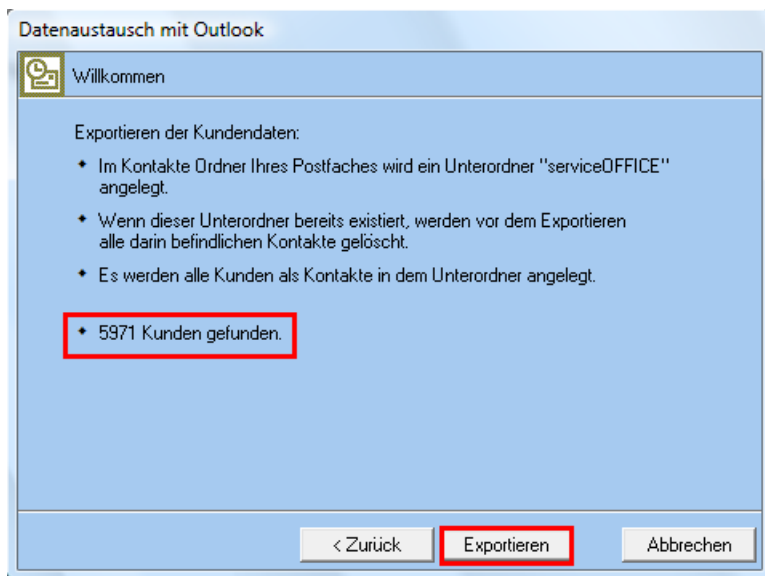 Datenaustausch mit Outlook
Willkommen
Exportieren der Kundendaten:
Im Kontakte Ordner Ihres Postfaches wird ein Unterordner "serviceOFFICE"
angelegt.
Wenn dieser Unterordner bereits existiert, werden vor dem Exportieren
alle darin befindlichen Kontakte gelöscht.
Es werden alle Kunden als Kontakte in dem Unterordner angelegt.
5971 Kunden gefunden.
< Zurück Exportieren Abbrechen